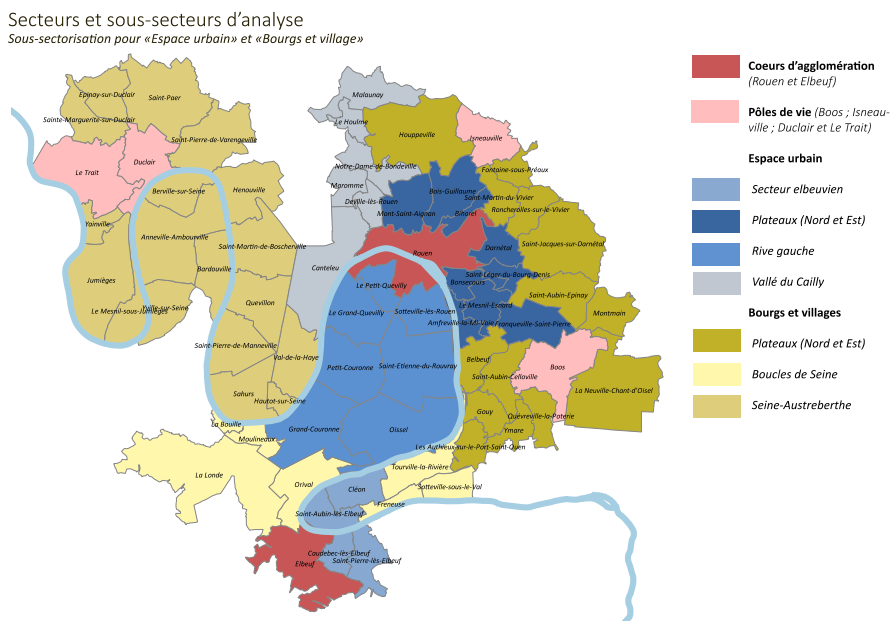 Secteurs et sous-secteurs d’analyse
Sous-sectorisation pour «Espace urbain» et «Bourgs et village»
Coeurs d’agglomération
(Rouen et Elbeuf)
Pôles de vie (Boos ; Isneau-
ville ; Duclair et Le Trait)
Espace urbain
Secteur elbeuvien
Plateaux (Nord et Est)
Rive gauche
Vallé du Cailly
Bourgs et villages
Plateaux (Nord et Est)
Boucles de Seine
Seine-Austreberthe
Epinay-sur-Duclair
Saint-Paer
Sainte-Marguerite-sur-Duclair
Saint-Pierre-de-Varengeville
Le Trait
Duclair
Malaunay
Le Houlme
Houppeville
Isneauville
Notre-Dame-de-Bondeville
Fontaine-sous-Préaux
Maromme
Bois-Guillaume
Saint-Martin-du-Vivier
Berville-sur-Seine
Henouville
Déville-lès-Rouen
Mont-Saint-Aignan
Bihorel
Roncherolles-sur-le-Vivier
Yainville
Anneville-Ambourville
Saint-Martin-de-Boscherville
Rouen
Darnétal
Saint-Jacques-sur-Darnétal
Bardouville
Canteleu
Saint-Léger-du-Bourg-Denis
Jumièges
Le Petit-Quevilly
Bonsecours
Saint-Aubin-Epinay
Quevillon
Le Mesnil-sous-Jumièges
Yville-sur-Seine
Le Grand-Quevilly
Sotteville-lès-Rouen
Le Mesnil-Esnard
Montmain
Amfreville-la-Mi-Voie
Franqueville-Saint-Pierre
Saint-Pierre-de-Manneville
Val-de-la-Haye
Petit-Couronne
Saint-Etienne-du-Rouvray
Belbeuf
Boos
Saint-Aubin-Celloville
La Neuville-Chant-d'Oisel
Sahurs
Hautot-sur-Seine
Gouy
Quévreville-la-Poterie
La Bouille
Grand-Couronne
Oissel
Ymare
Moulineaux
Les Authieux-sur-le-Port-Saint-Ouen
La Londe
Orival
Tourville-la-Rivière
Cléon
Sotteville-sous-le-Val
Freneuse
Saint-Aubin-lès-Elbeuf
Caudebec-lès-Elbeuf
Elbeuf
Saint-Pierre-lès-Elbeuf